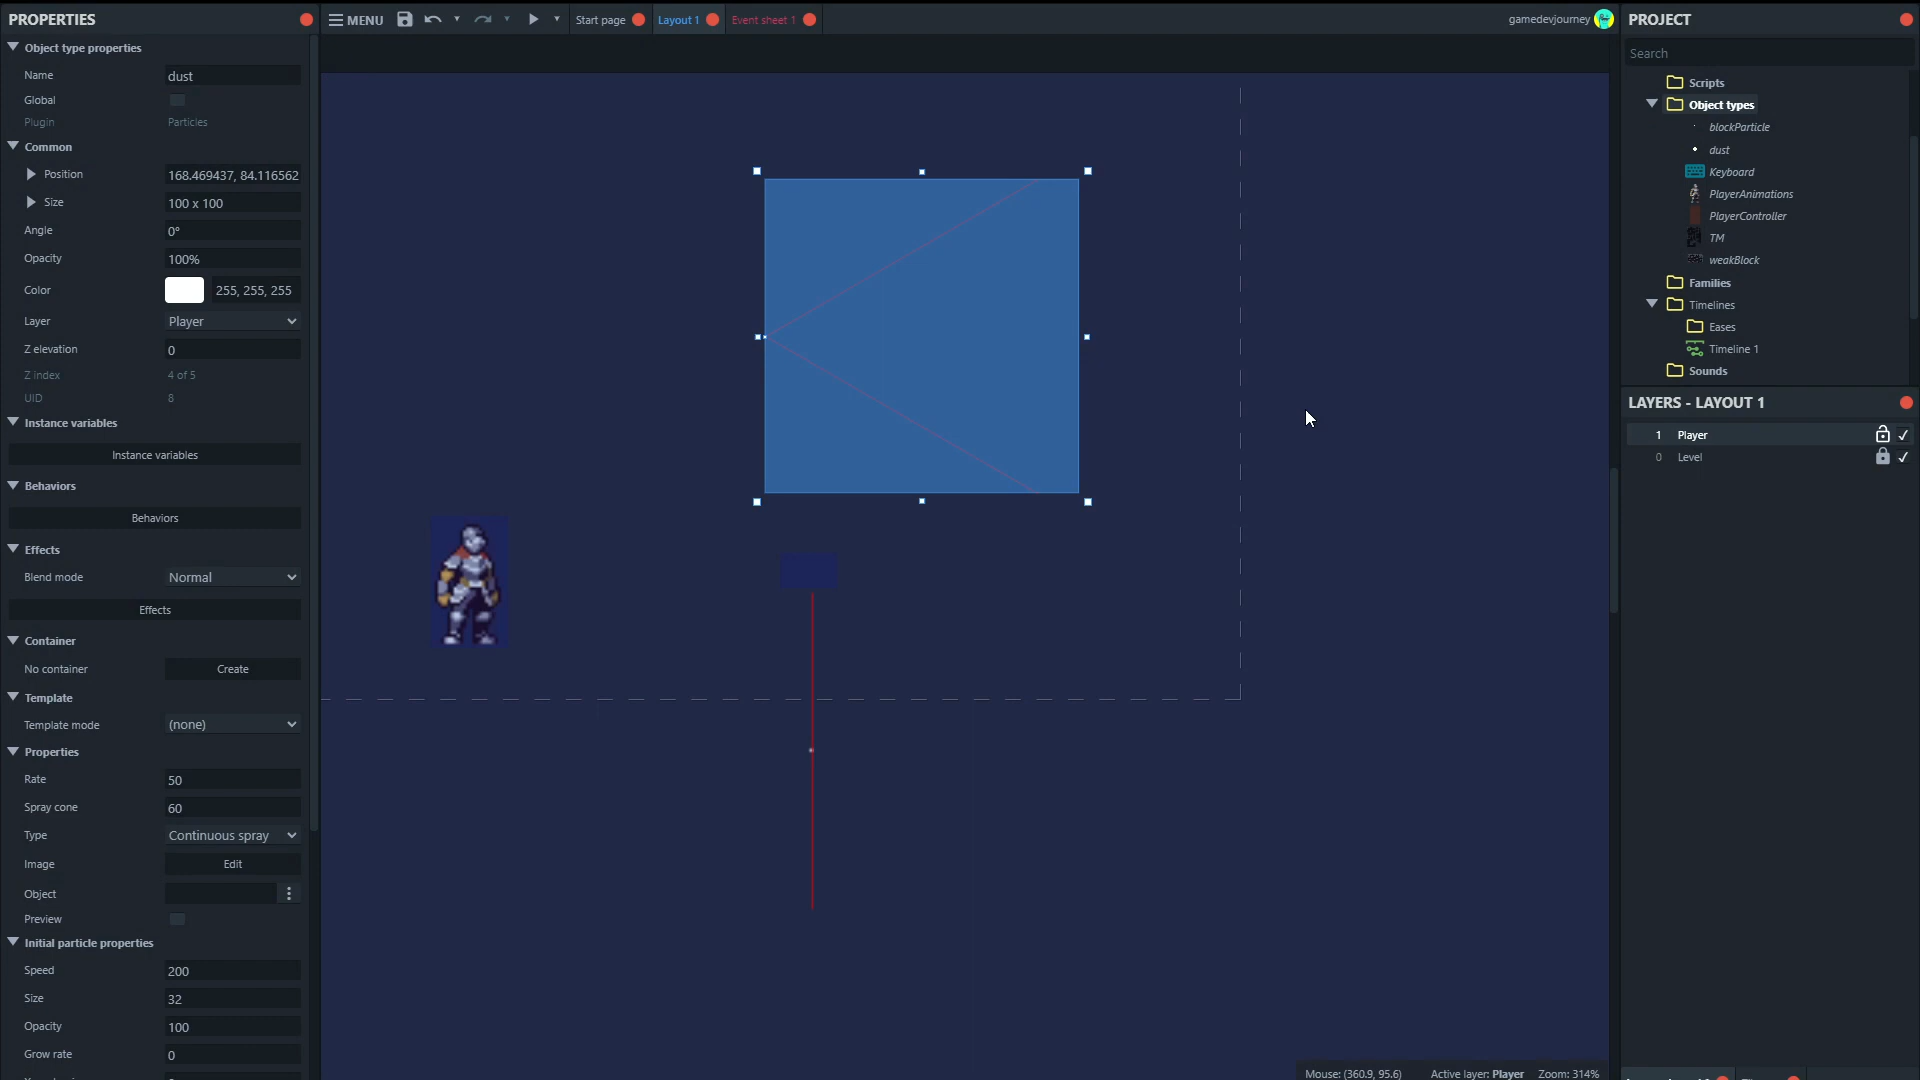 PROPERTIES
Object type properties
Name dust
Global
Plugin Particles
Common
Position 168.469437, 84.116562
Size 100 x 100
Angle 0°
Opacity 100%
Color 255, 255, 255
Layer Player
Z elevation 0
Z index 4 of 5
UID 8
Instance variables
Instance variables
Behaviors
Behaviors
Effects
Blend mode Normal
Effects
Container
No container Create
Template
Template mode (none)
Properties
Rate 50
Spray cone 60
Type Continuous spray
Image Edit
Object
Preview
Initial particle properties
Speed 200
Size 32
Opacity 100
Grow rate 0
MENU
Start page
Layout 1
Event sheet 1
gamedevjourney
Mouse: (360.9, 95.6) Active layer: Player Zoom: 314%
PROJECT
Search
Scripts
Object types
blockParticle
dust
Keyboard
PlayerAnimations
PlayerController
TM
weakBlock
Families
Timelines
Eases
Timeline 1
Sounds
LAYERS - LAYOUT 1
1 Player
0 Level